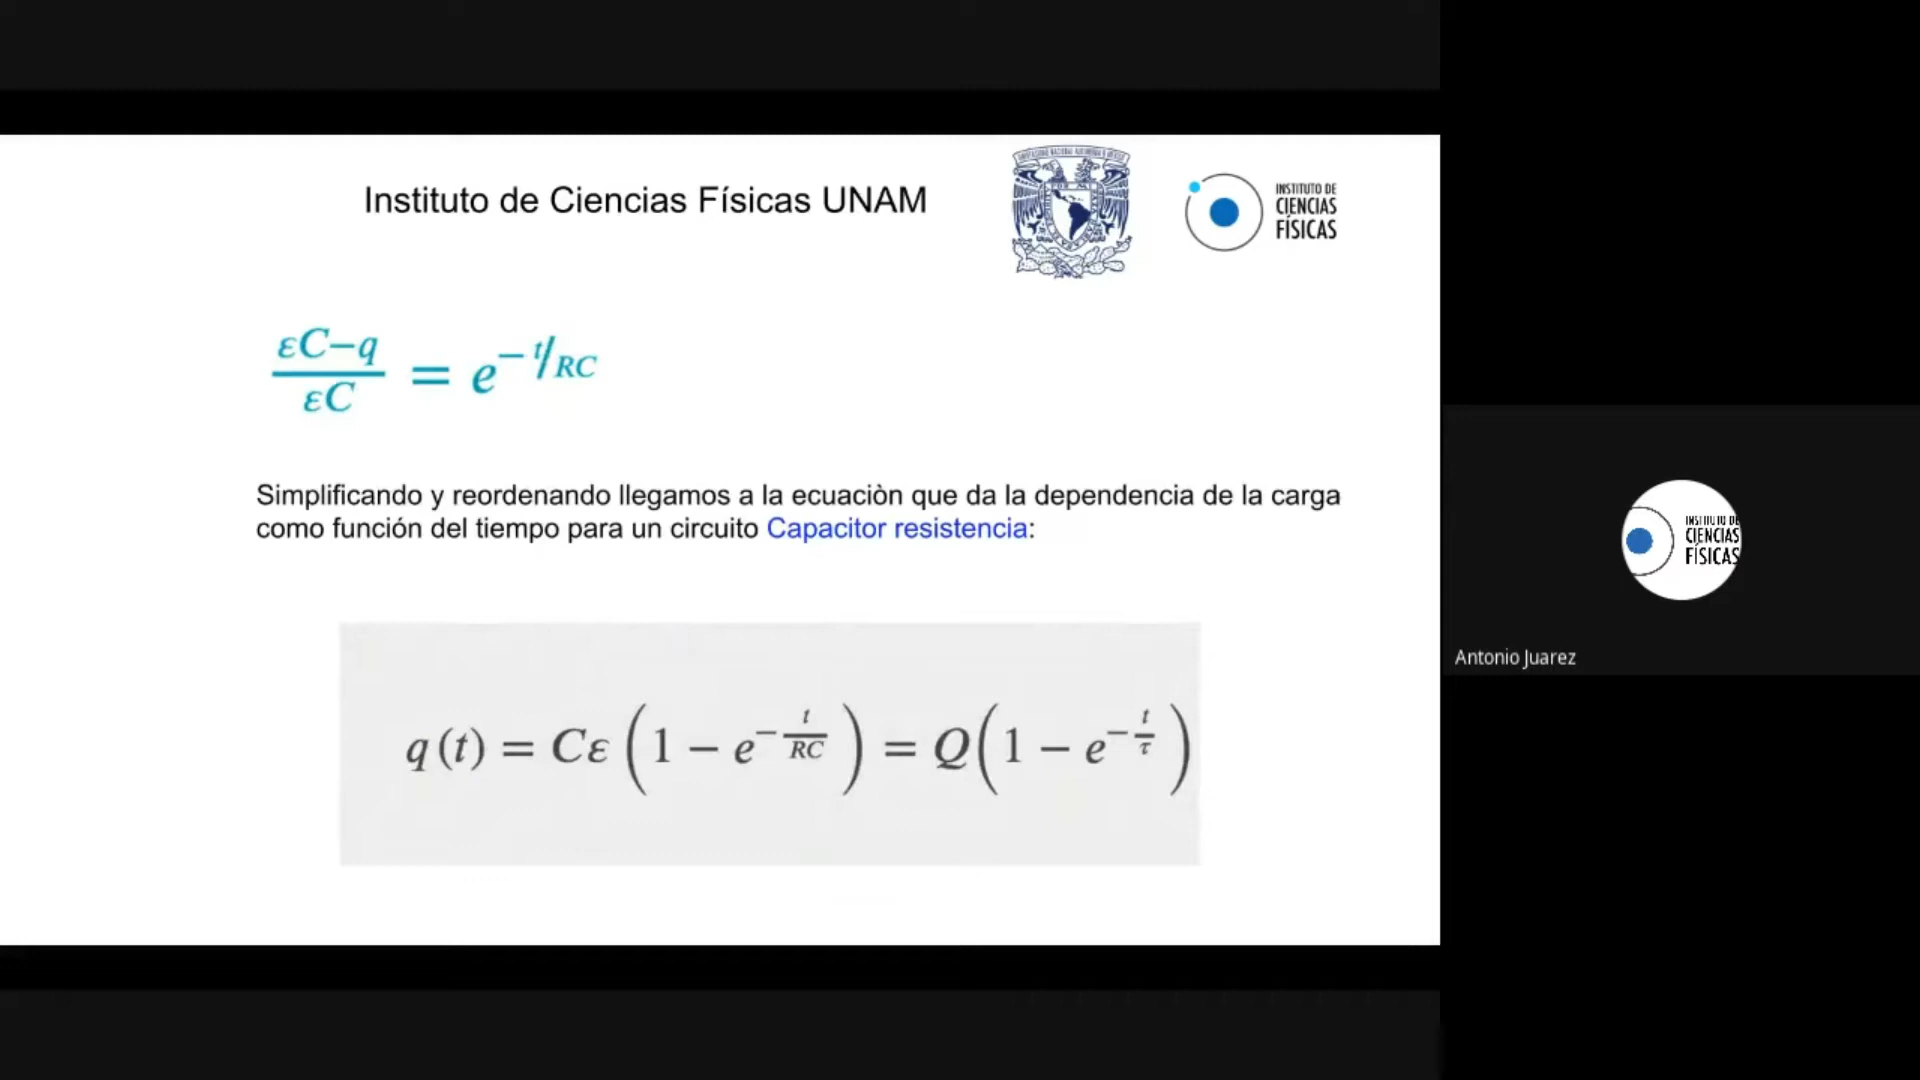 Instituto de Ciencias Físicas UNAM
INSTITUTO DE
CIENCIAS
FÍSICAS
εC−q / εC = e^(− t/RC)
Simplificando y reordenando llegamos a la ecuaciòn que da la dependencia de la carga
como función del tiempo para un circuito Capacitor resistencia:
q (t) = Cε (1 − e^(−t/RC)) = Q(1 − e^(−t/τ))
INSTITUTO DE
CIENCIAS
FÍSICAS
Antonio Juarez